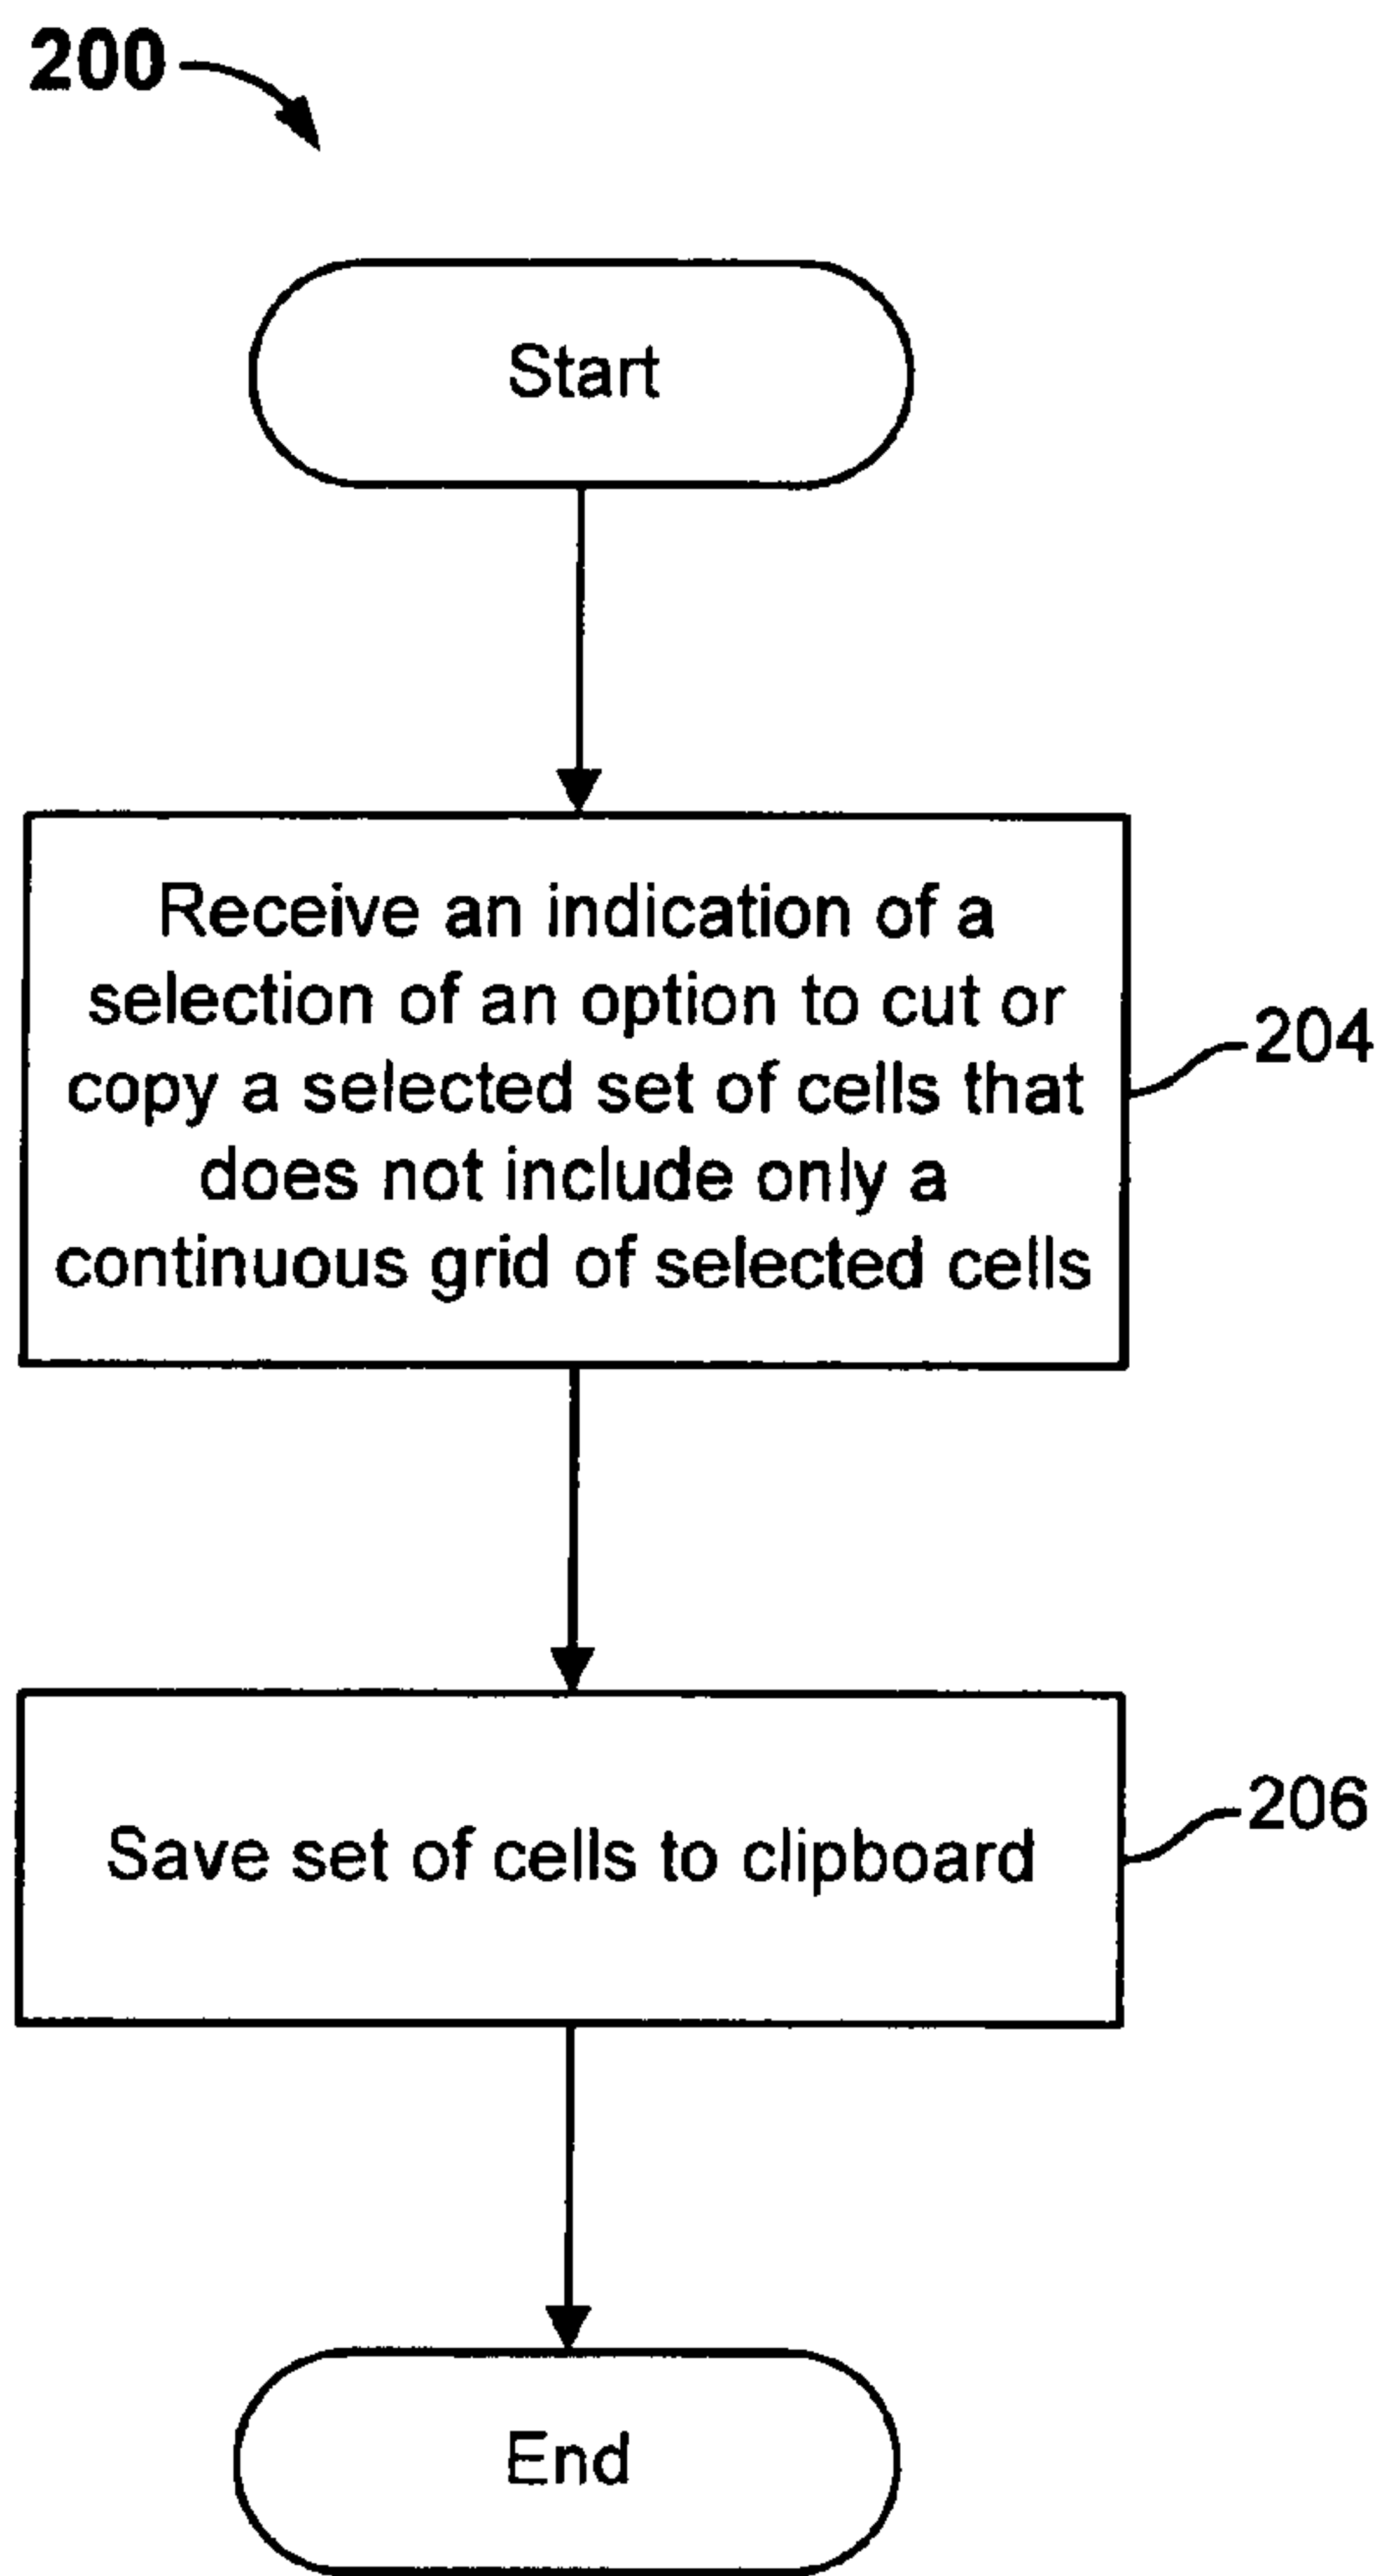 200
Start
Receive an indication of a
selection of an option to cut or
copy a selected set of cells that
does not include only a
continuous grid of selected cells
204
Save set of cells to clipboard
206
End